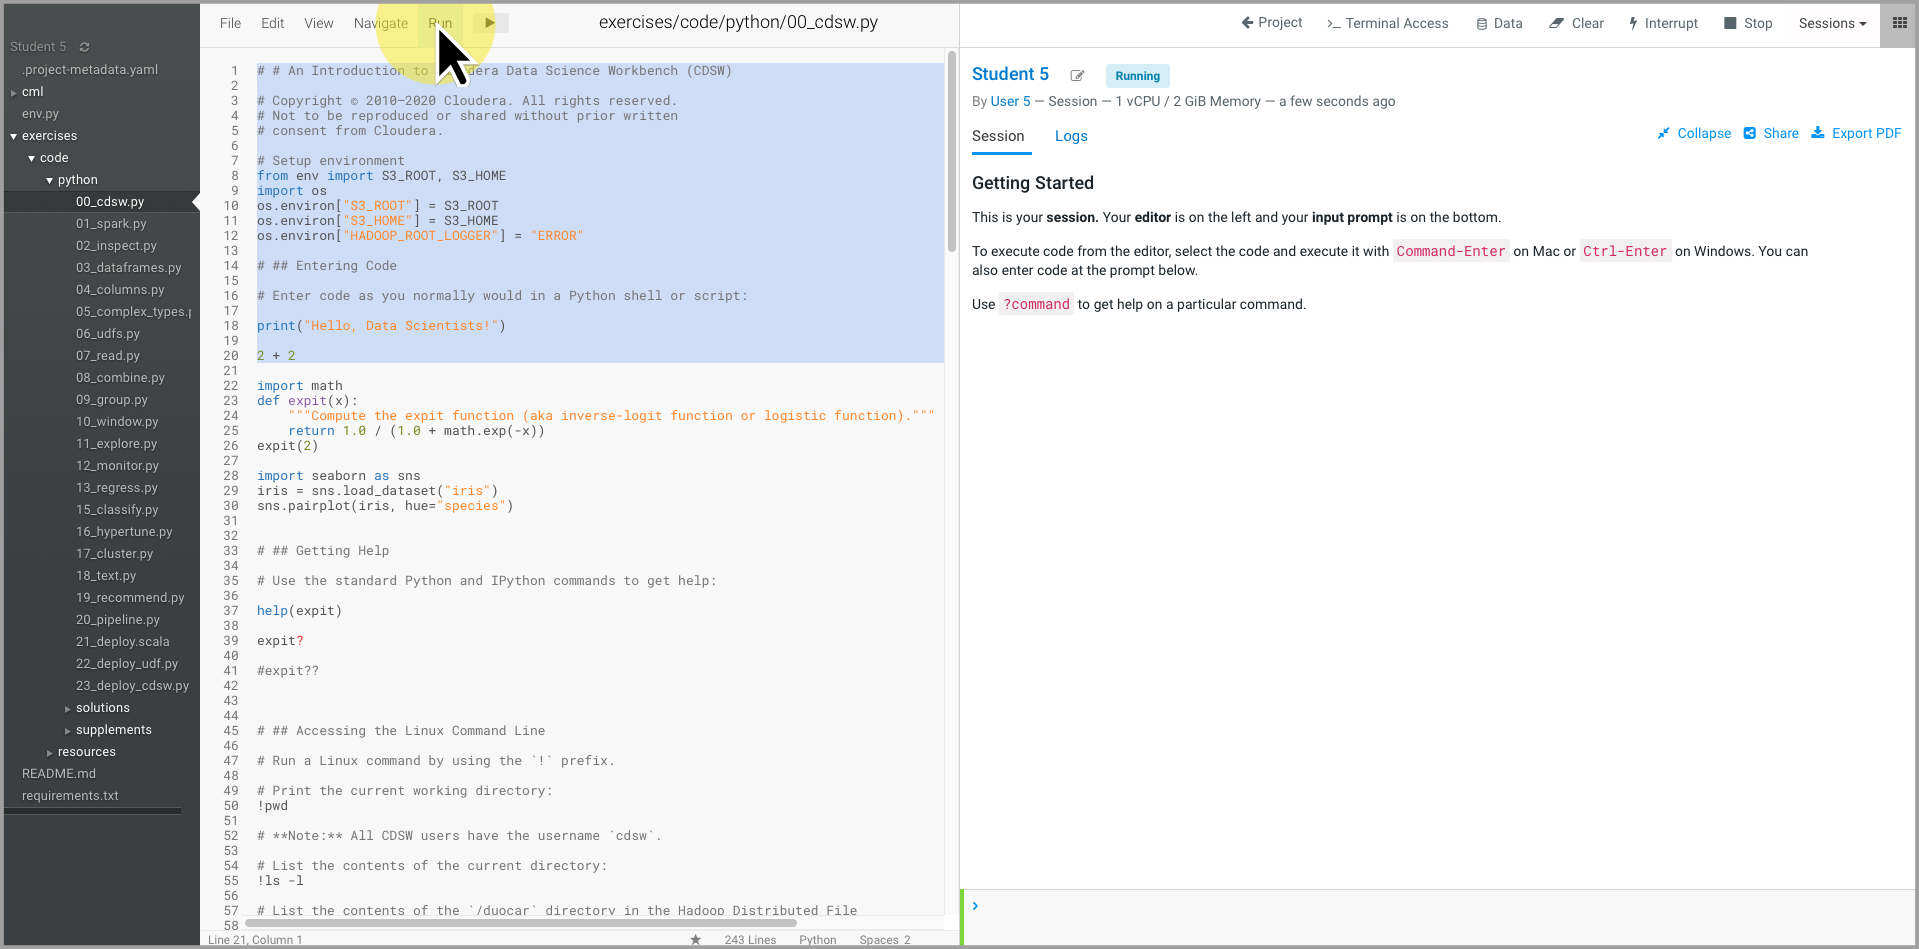 File Edit View Navigate Run exercises/code/python/00_cdsw.py
Project Terminal Access Data Clear Interrupt Stop Sessions
Student 5
.project-metadata.yaml
cml
env.py
exercises
code
python
00_cdsw.py
01_spark.py
02_inspect.py
03_dataframes.py
04_columns.py
05_complex_types.p
06_udfs.py
07_read.py
08_combine.py
09_group.py
10_window.py
11_explore.py
12_monitor.py
13_regress.py
15_classify.py
16_hypertune.py
17_cluster.py
18_text.py
19_recommend.py
20_pipeline.py
21_deploy.scala
22_deploy_udf.py
23_deploy_cdsw.py
solutions
supplements
resources
README.md
requirements.txt
1 # # An Introduction to dera Data Science Workbench (CDSW)
2
3 # Copyright © 2010–2020 Cloudera. All rights reserved.
4 # Not to be reproduced or shared without prior written
5 # consent from Cloudera.
6
7 # Setup environment
8 from env import S3_ROOT, S3_HOME
9 import os
10 os.environ["S3_ROOT"] = S3_ROOT
11 os.environ["S3_HOME"] = S3_HOME
12 os.environ["HADOOP_ROOT_LOGGER"] = "ERROR"
13
14 # ## Entering Code
15
16 # Enter code as you normally would in a Python shell or script:
17
18 print("Hello, Data Scientists!")
19
20 2 + 2
21
22 import math
23 def expit(x):
24     """Compute the expit function (aka inverse-logit function or logistic function)."""
25     return 1.0 / (1.0 + math.exp(-x))
26 expit(2)
27
28 import seaborn as sns
29 iris = sns.load_dataset("iris")
30 sns.pairplot(iris, hue="species")
31
32
33 # ## Getting Help
34
35 # Use the standard Python and IPython commands to get help:
36
37 help(expit)
38
39 expit?
40
41 #expit??
42
43
44
45 # ## Accessing the Linux Command Line
46
47 # Run a Linux command by using the `!` prefix.
48
49 # Print the current working directory:
50 !pwd
51
52 # **Note:** All CDSW users have the username `cdsw`.
53
54 # List the contents of the current directory:
55 !ls -l
56
57 # List the contents of the `/duocar` directory in the Hadoop Distributed File
58
Line 21, Column 1 ★ 243 Lines Python Spaces 2
Student 5 Running
By User 5 — Session — 1 vCPU / 2 GiB Memory — a few seconds ago
Session Logs Collapse Share Export PDF
Getting Started
This is your session. Your editor is on the left and your input prompt is on the bottom.
To execute code from the editor, select the code and execute it with Command-Enter on Mac or Ctrl-Enter on Windows. You can
also enter code at the prompt below.
Use ?command to get help on a particular command.